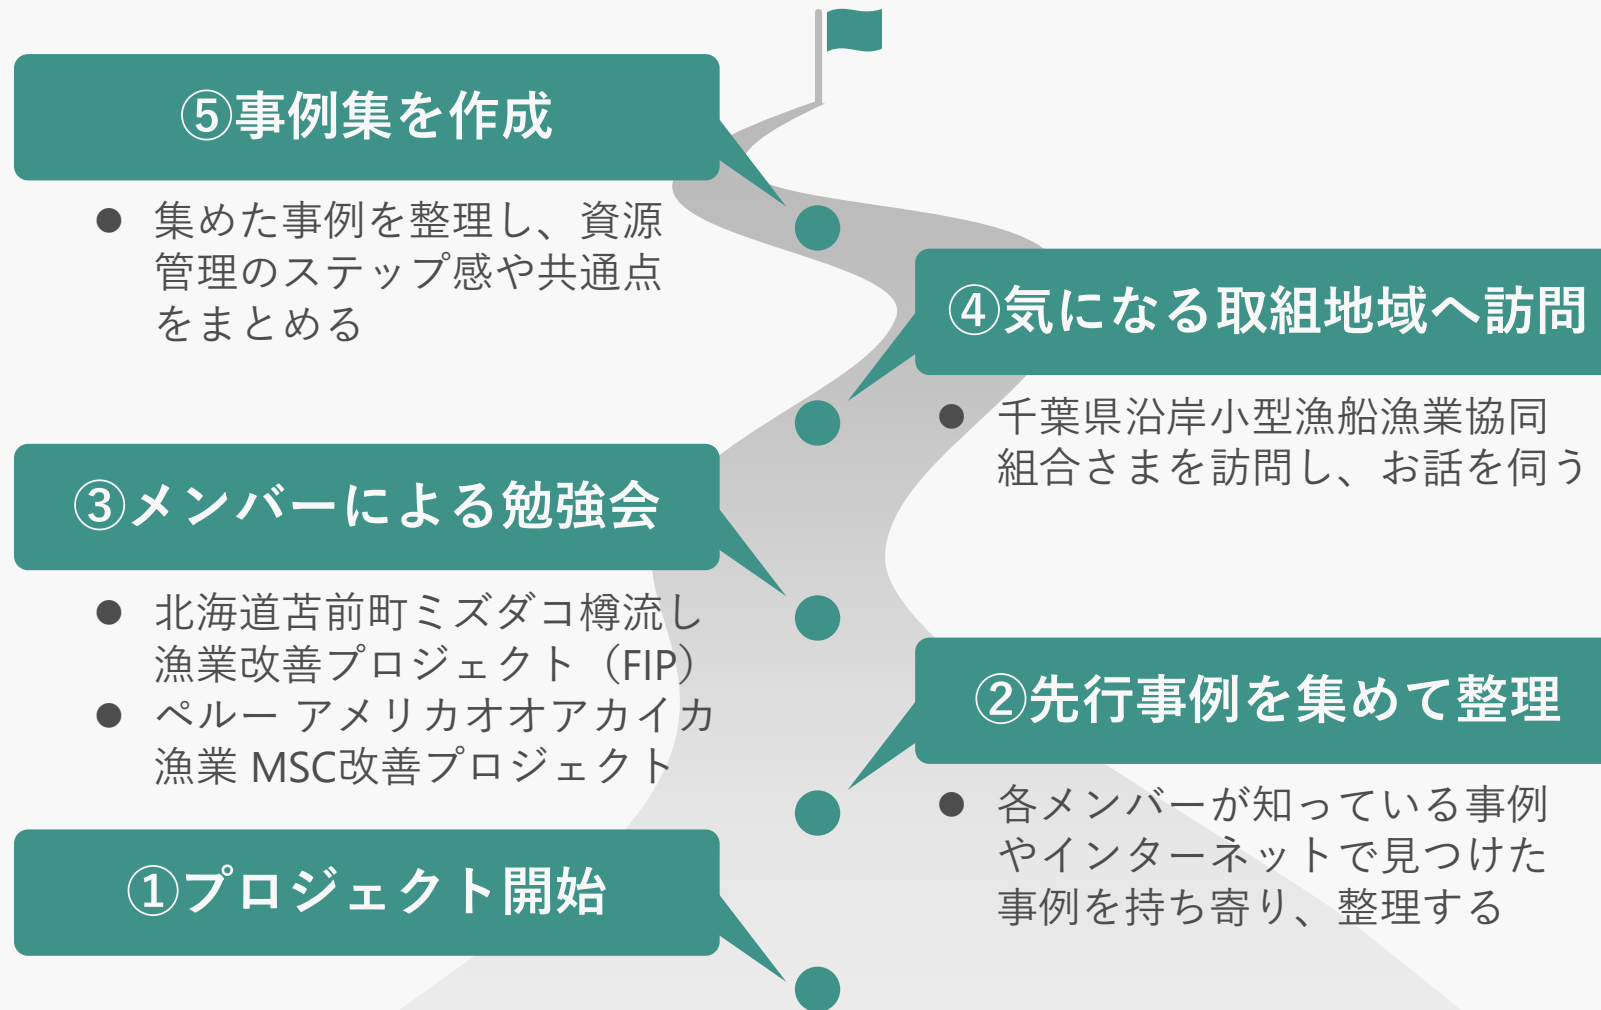 ⑤事例集を作成
● 集めた事例を整理し、資源
管理のステップ感や共通点
をまとめる
④気になる取組地域へ訪問
● 千葉県沿岸小型漁船漁業協同
組合さまを訪問し、お話を伺う
③メンバーによる勉強会
● 北海道苫前町ミズダコ樽流し
漁業改善プロジェクト（FIP）
● ペルー アメリカオオアカイカ
漁業 MSC改善プロジェクト
②先行事例を集めて整理
● 各メンバーが知っている事例
やインターネットで見つけた
事例を持ち寄り、整理する
①プロジェクト開始